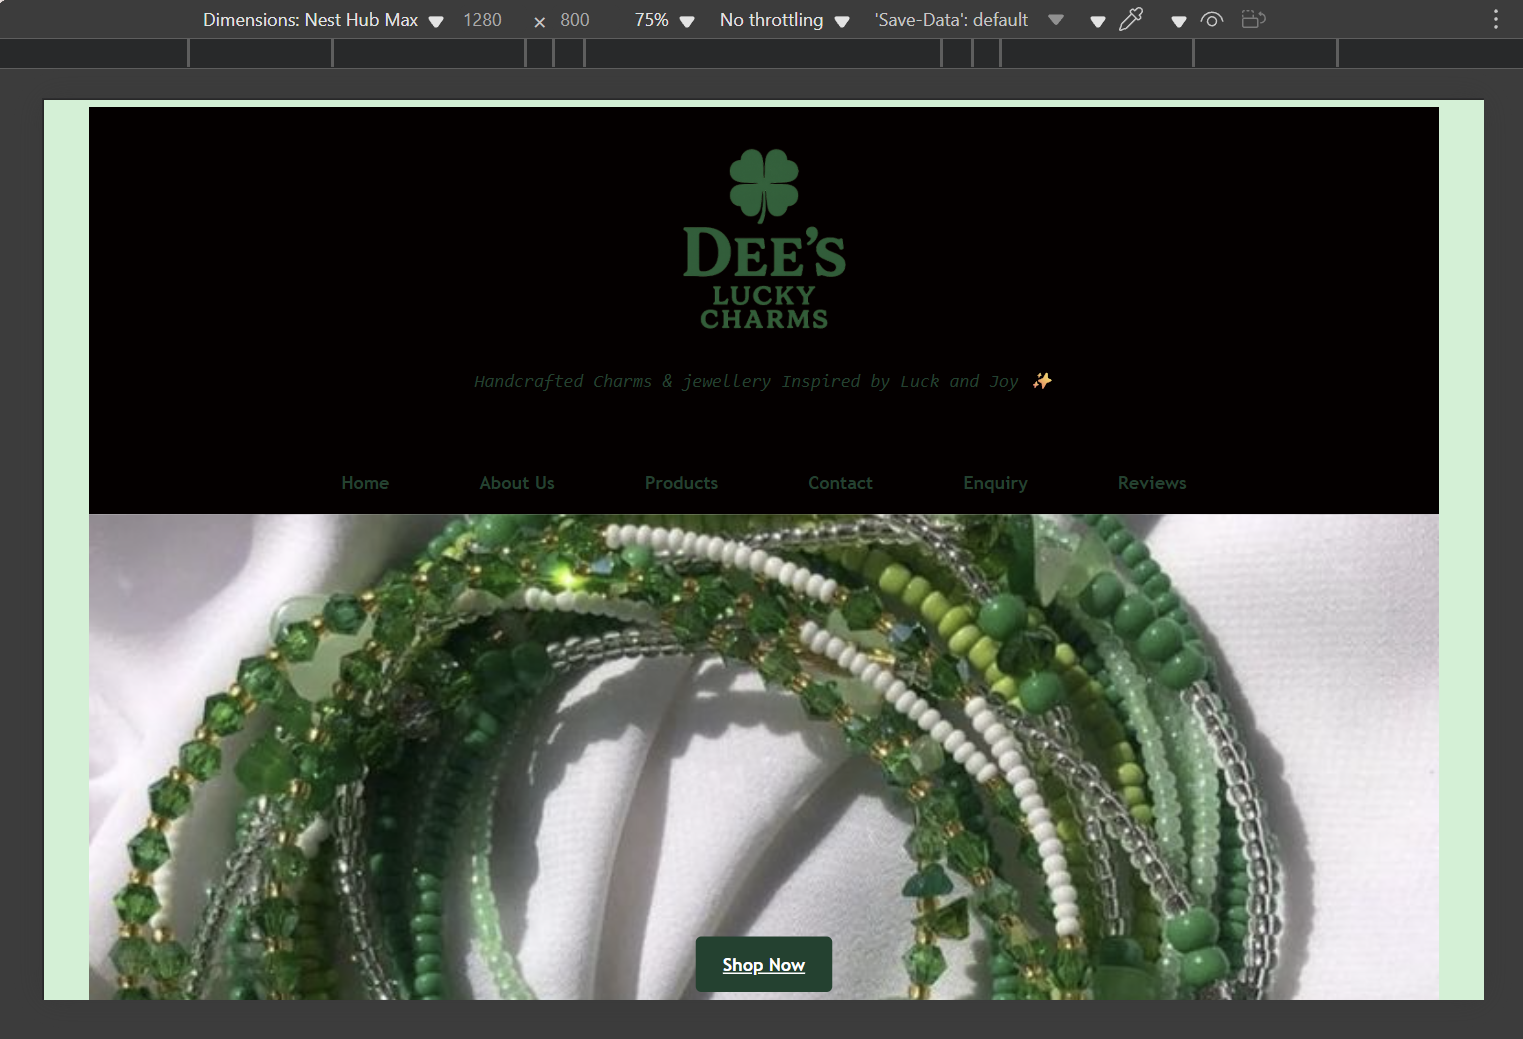 Dimensions: Nest Hub Max 1280 × 800 75% No throttling 'Save-Data': default
DEE'S
LUCKY
CHARMS
Handcrafted Charms & jewellery Inspired by Luck and Joy ✨
Home About Us Products Contact Enquiry Reviews
Shop Now